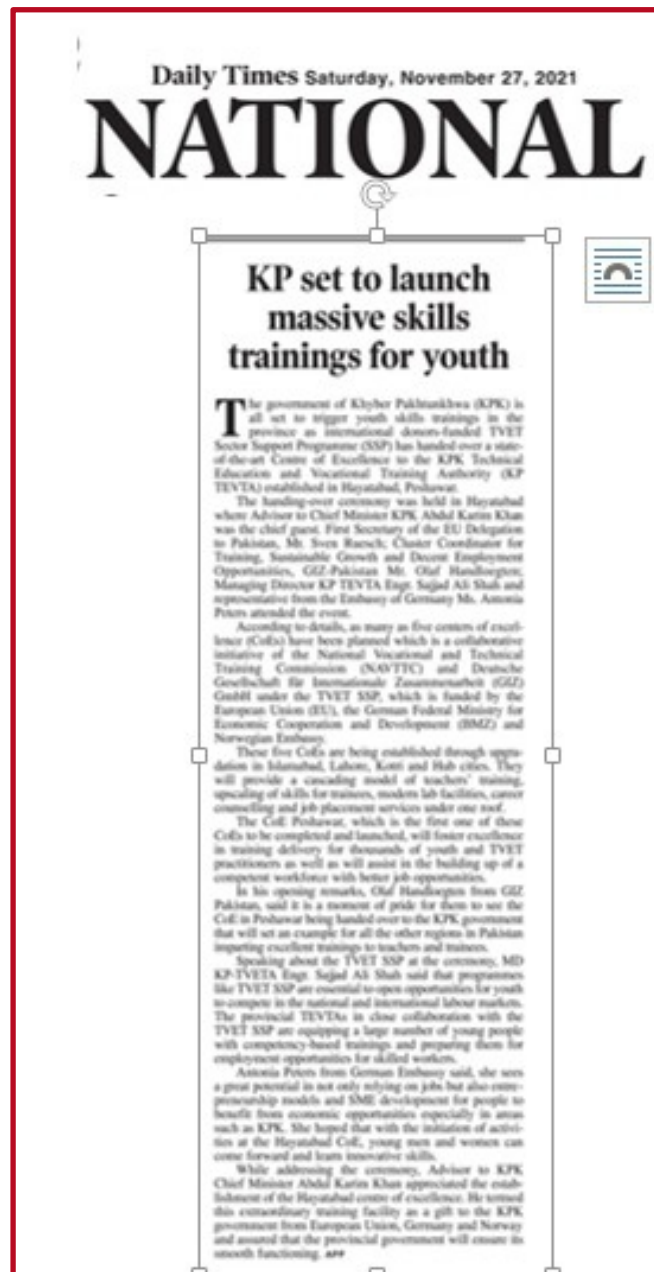 Daily Times Saturday, November 27, 2021
NATIONAL
KP set to launch
massive skills
trainings for youth
The government of Khyber Pakhtunkhwa (KPK) is
all set to trigger youth skills trainings in the
province as international donors-funded TVET
Sector Support Programme (SSP) has handed over a state-
of-the-art Centre of Excellence to the KPK Technical
Education and Vocational Training Authority (KP
TEVTA) established in Hayatabad, Peshawar.
The handing-over ceremony was held in Hayatabad
where Advisor to Chief Minister KPK Abdul Karim Khan
was the chief guest. First Secretary of the EU Delegation
to Pakistan, Mr. Sven Ruesch; Cluster Coordinator for
Training, Sustainable Growth and Decent Employment
Opportunities, GIZ-Pakistan Mr. Olaf Handloegten;
Managing Director KP TEVTA Engr. Sajjad Ali Shah and
representative from the Embassy of Germany Ms. Antonia
Peters attended the event.
According to details, as many as five centers of excel-
lence (CoEs) have been planned which is a collaborative
initiative of the National Vocational and Technical
Training Commission (NAVTTC) and Deutsche
Gesellschaft für Internationale Zusammenarbeit (GIZ)
GmbH under the TVET SSP, which is funded by the
European Union (EU), the German Federal Ministry for
Economic Cooperation and Development (BMZ) and
Norwegian Embassy.
These five CoEs are being established through upgra-
dation in Islamabad, Lahore, Kotri and Hub cities. They
will provide a cascading model of teachers' training,
upscaling of skills for trainees, modern lab facilities, career
counselling and job placement services under one roof.
The CoE Peshawar, which is the first one of these
CoEs to be completed and launched, will foster excellence
in training delivery for thousands of youth and TVET
practitioners as well as will assist in the building up of a
competent workforce with better job opportunities.
In his opening remarks, Olaf Handloegten from GIZ
Pakistan, said it is a moment of pride for them to see the
CoE in Peshawar being handed over to the KPK government
that will set an example for all the other regions in Pakistan
imparting excellent trainings to teachers and trainees.
Speaking about the TVET SSP at the ceremony, MD
KP-TVETA Engr. Sajjad Ali Shah said that programmes
like TVET SSP are essential to open opportunities for youth
to compete in the national and international labour markets.
The provincial TEVTAs in close collaboration with the
TVET SSP are equipping a large number of young people
with competency-based trainings and preparing them for
employment opportunities for skilled workers.
Antonia Peters from German Embassy said, she sees
a great potential in not only relying on jobs but also entre-
preneurship models and SME development for people to
benefit from economic opportunities especially in areas
such as KPK. She hoped that with the initiation of activi-
ties at the Hayatabad CoE, young men and women can
come forward and learn innovative skills.
While addressing the ceremony, Advisor to KPK
Chief Minister Abdul Karim Khan appreciated the estab-
lishment of the Hayatabad centre of excellence. He termed
this extraordinary training facility as a gift to the KPK
government from European Union, Germany and Norway
and assured that the provincial government will ensure its
smooth functioning. APP